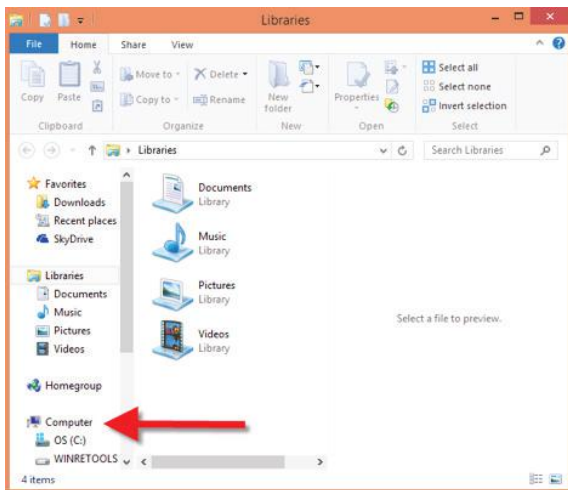 Libraries
File Home Share View
Copy Paste
Move to
Copy to
Delete
Rename
New folder
Properties
Select all
Select none
Invert selection
Clipboard Organize New Open Select
Libraries
Search Libraries
Favorites
Downloads
Recent places
SkyDrive
Libraries
Documents
Music
Pictures
Videos
Homegroup
Computer
OS (C:)
WINRETOOLS
Documents
Library
Music
Library
Pictures
Library
Videos
Library
Select a file to preview.
4 items